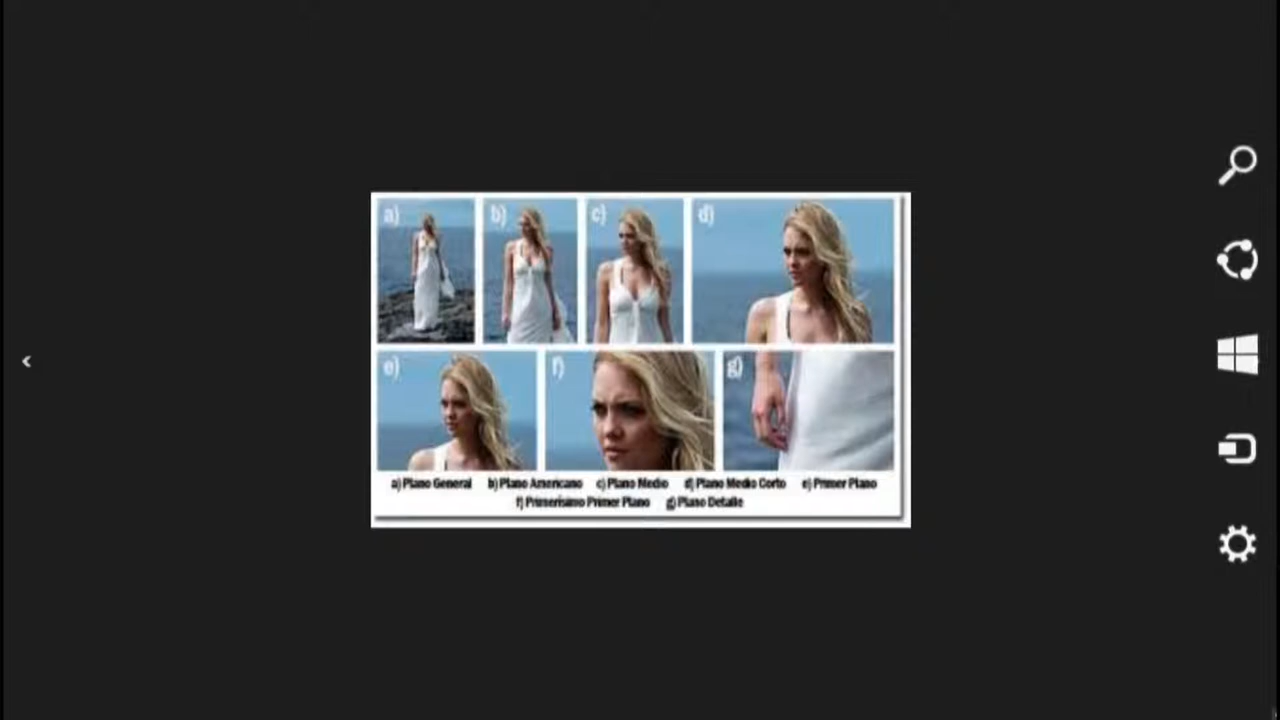 a) b) c) d)
e) f) g)
a) Plano General b) Plano Americano c) Plano Medio d) Plano Medio Corto e) Primer Plano
f) Primerísimo Primer Plano g) Plano Detalle